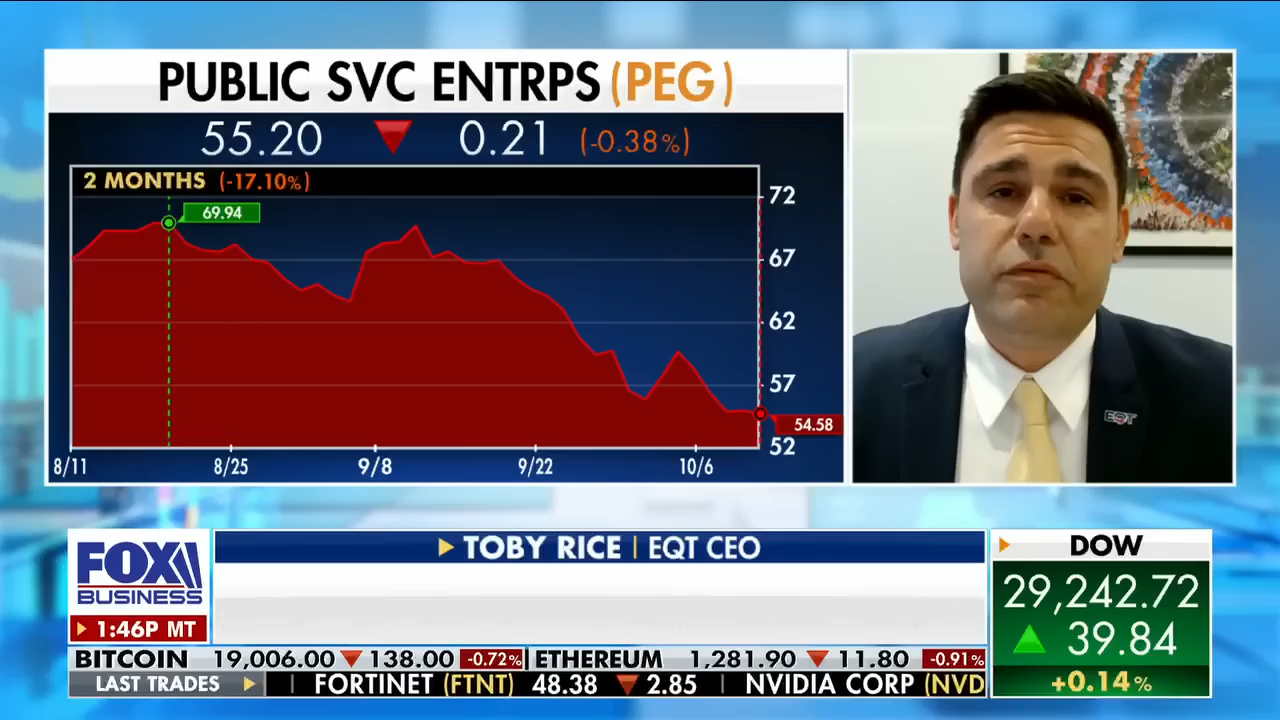 PUBLIC SVC ENTRPS (PEG)
55.20 ▼ 0.21 (-0.38%)
2 MONTHS (-17.10%)
69.94
72
67
62
57
54.58
52
8/11 8/25 9/8 9/22 10/6
EQT
FOX
BUSINESS
1:46P MT
TOBY RICE | EQT CEO
DOW
29,242.72
▲ 39.84
+0.14%
BITCOIN 19,006.00 ▼ 138.00 -0.72% ETHEREUM 1,281.90 ▼ 11.80 -0.91%
LAST TRADES | FORTINET (FTNT) 48.38 ▼ 2.85 | NVIDIA CORP (NVD